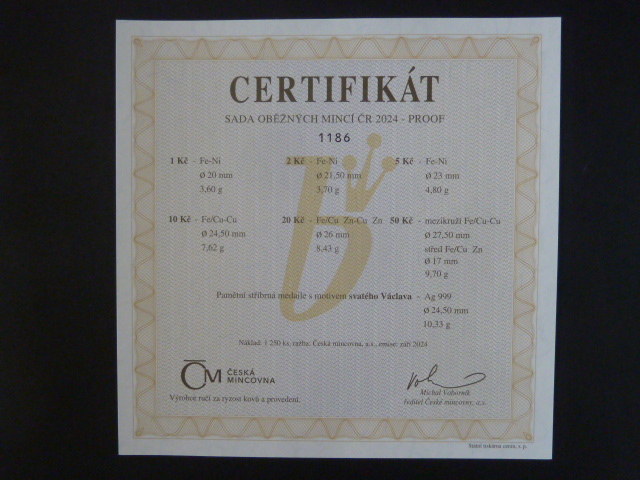 CERTIFIKÁT
SADA OBĚŽNÝCH MINCÍ ČR 2024 - PROOF
1186
1 Kč - Fe-Ni
Ø 20 mm
3,60 g
2 Kč - Fe-Ni
Ø 21,50 mm
3,70 g
5 Kč - Fe-Ni
Ø 23 mm
4,80 g
10 Kč - Fe/Cu-Cu
Ø 24,50 mm
7,62 g
20 Kč - Fe/Cu Zn-Cu Zn
Ø 26 mm
8,43 g
50 Kč - mezikruží Fe/Cu-Cu
Ø 27,50 mm
střed Fe/Cu Zn
Ø 17 mm
9,70 g
Pamětní stříbrná medaile s motivem svatého Václava - Ag 999
Ø 24,50 mm
10,33 g
Náklad: 1 250 ks, ražba: Česká mincovna, a.s., emise: září 2024
ČM ČESKÁ
MINCOVNA
Výrobce ručí za ryzost kovů a provedení.
Michal Vaborník
ředitel České mincovny, a.s.
Státní tiskárna cenin, s. p.